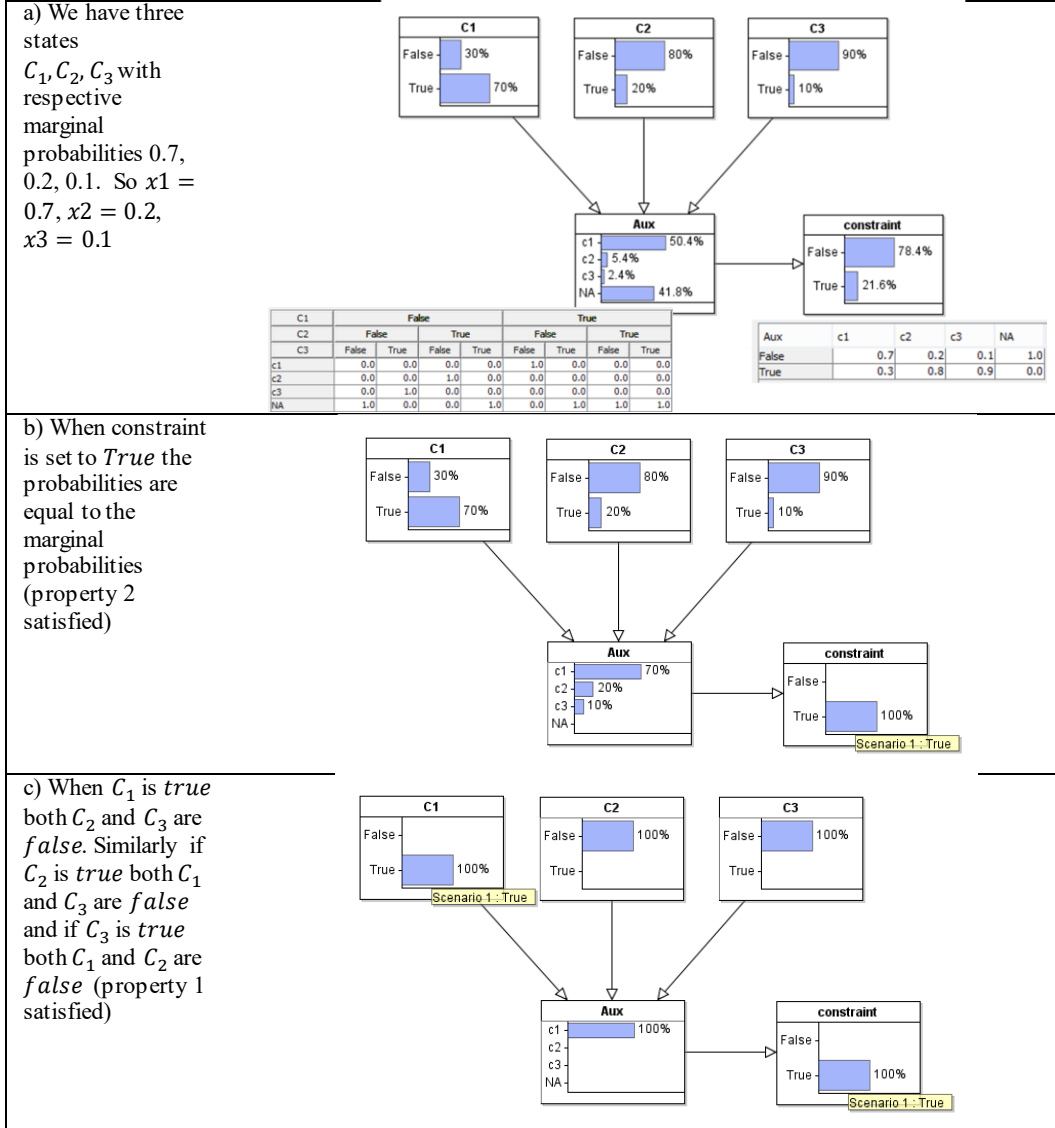 a) We have three
states
𝐶₁, 𝐶₂, 𝐶₃ with
respective
marginal
probabilities 0.7,
0.2, 0.1. So 𝑥1 =
0.7, 𝑥2 = 0.2,
𝑥3 = 0.1
C1
False 30%
True 70%
C2
False 80%
True 20%
C3
False 90%
True 10%
Aux
c1 50.4%
c2 5.4%
c3 2.4%
NA 41.8%
constraint
False 78.4%
True 21.6%
C1 False True
C2 False True False True
C3 False True False True False True False True
c1 0.0 0.0 0.0 0.0 1.0 0.0 0.0 0.0
c2 0.0 0.0 1.0 0.0 0.0 0.0 0.0 0.0
c3 0.0 1.0 0.0 0.0 0.0 0.0 0.0 0.0
NA 1.0 0.0 0.0 1.0 0.0 1.0 1.0 1.0
Aux c1 c2 c3 NA
False 0.7 0.2 0.1 1.0
True 0.3 0.8 0.9 0.0
b) When constraint
is set to True the
probabilities are
equal to the
marginal
probabilities
(property 2
satisfied)
C1
False 30%
True 70%
C2
False 80%
True 20%
C3
False 90%
True 10%
Aux
c1 70%
c2 20%
c3 10%
NA
constraint
False
True 100%
Scenario 1 : True
c) When 𝐶₁ is true
both 𝐶₂ and 𝐶₃ are
false. Similarly if
𝐶₂ is true both 𝐶₁
and 𝐶₃ are false
and if 𝐶₃ is true
both 𝐶₁ and 𝐶₂ are
false (property 1
satisfied)
C1
False
True 100%
Scenario 1 : True
C2
False 100%
True
C3
False 100%
True
Aux
c1 100%
c2
c3
NA
constraint
False
True 100%
Scenario 1 : True